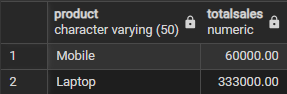 product totalsales
character varying (50) numeric
1 Mobile 60000.00
2 Laptop 333000.00